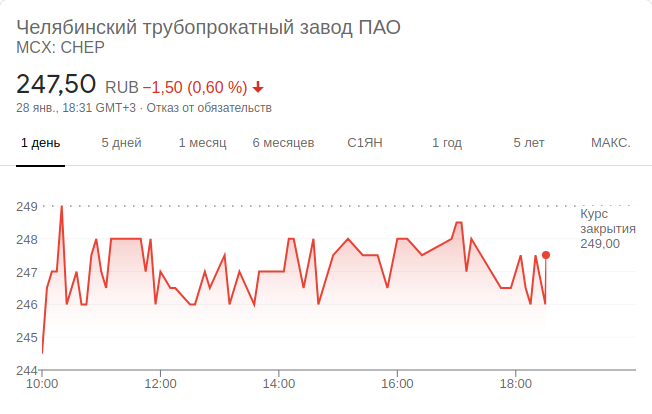 Челябинский трубопрокатный завод ПАО
MCX: CHEP
247,50 RUB −1,50 (0,60 %)
28 янв., 18:31 GMT+3 · Отказ от обязательств
1 день 5 дней 1 месяц 6 месяцев С1ЯН 1 год 5 лет МАКС.
249
Курс
закрытия
249,00
248
247
246
245
244
10:00 12:00 14:00 16:00 18:00